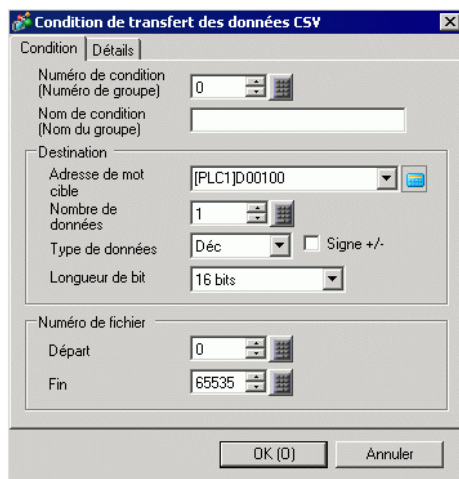 Condition de transfert des données CSV
Condition Détails
Numéro de condition
(Numéro de groupe)
0
Nom de condition
(Nom du groupe)
Destination
Adresse de mot
cible
[PLC1]D00100
Nombre de
données
1
Type de données Déc Signe +/-
Longueur de bit 16 bits
Numéro de fichier
Départ 0
Fin 65535
OK (O) Annuler